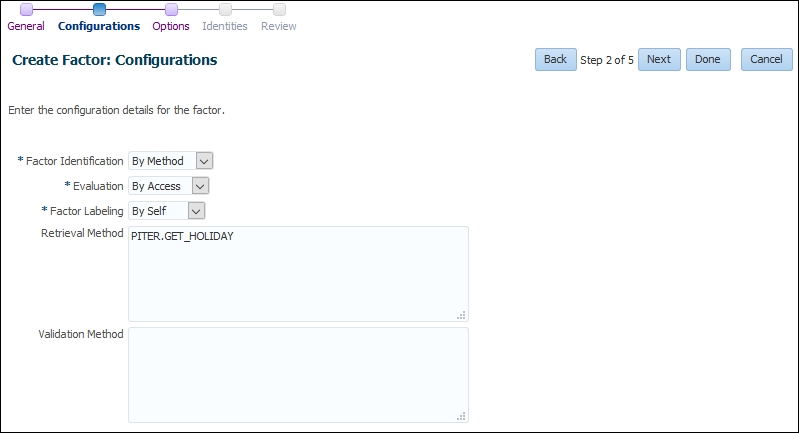 General Configurations Options Identities Review
Create Factor: Configurations
Back Step 2 of 5 Next Done Cancel
Enter the configuration details for the factor.
* Factor Identification By Method
* Evaluation By Access
* Factor Labeling By Self
Retrieval Method PITER.GET_HOLIDAY
Validation Method